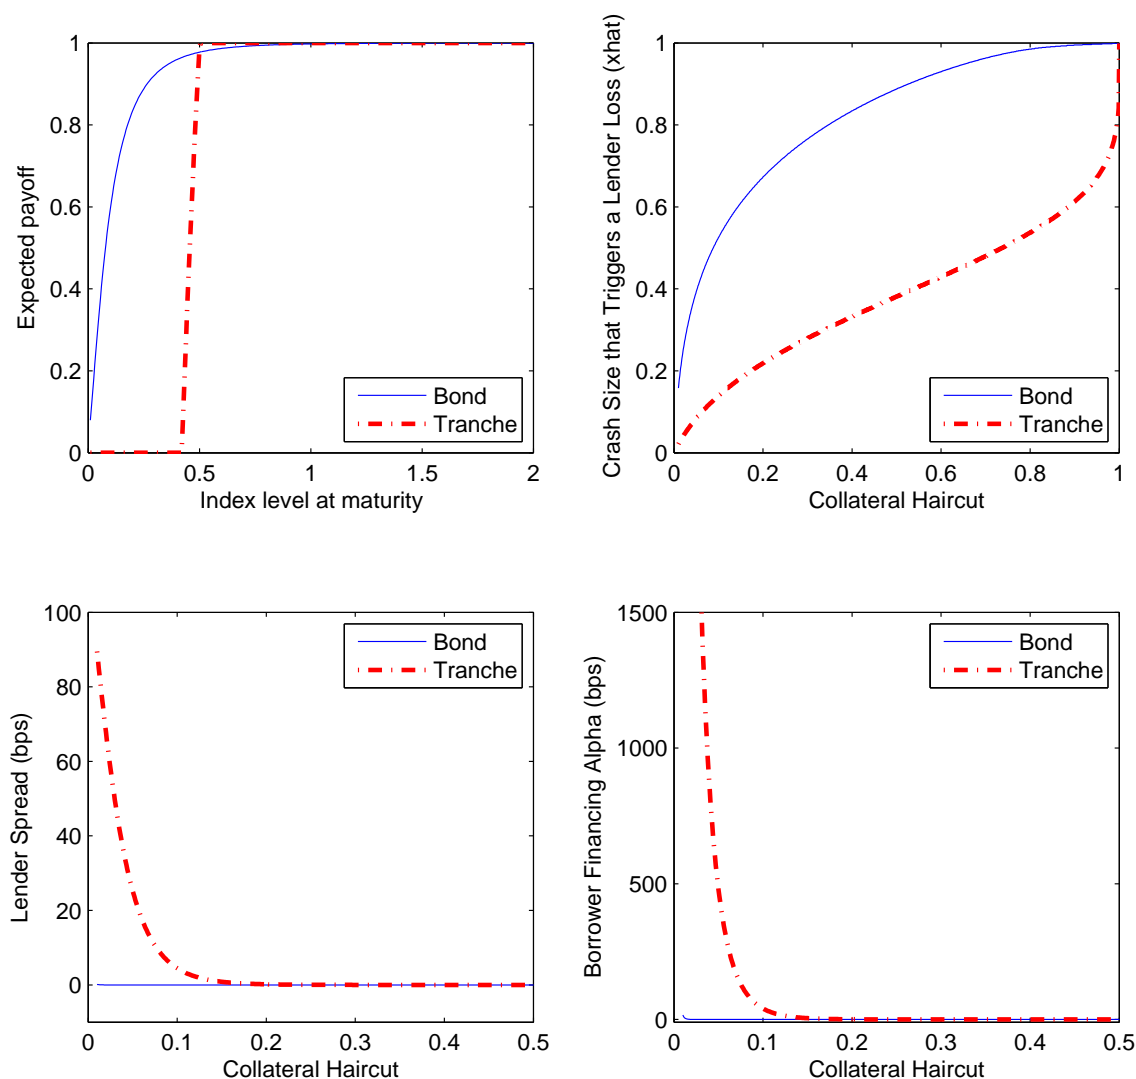 Expected payoff
1
0.8
0.6
0.4
0.2
0
0 0.5 1 1.5 2
Index level at maturity
Bond
Tranche
Crash Size that Triggers a Lender Loss (xhat)
1
0.8
0.6
0.4
0.2
0
0 0.2 0.4 0.6 0.8 1
Collateral Haircut
Bond
Tranche
Lender Spread (bps)
100
80
60
40
20
0
0 0.1 0.2 0.3 0.4 0.5
Collateral Haircut
Bond
Tranche
Borrower Financing Alpha (bps)
1500
1000
500
0
0 0.1 0.2 0.3 0.4 0.5
Collateral Haircut
Bond
Tranche